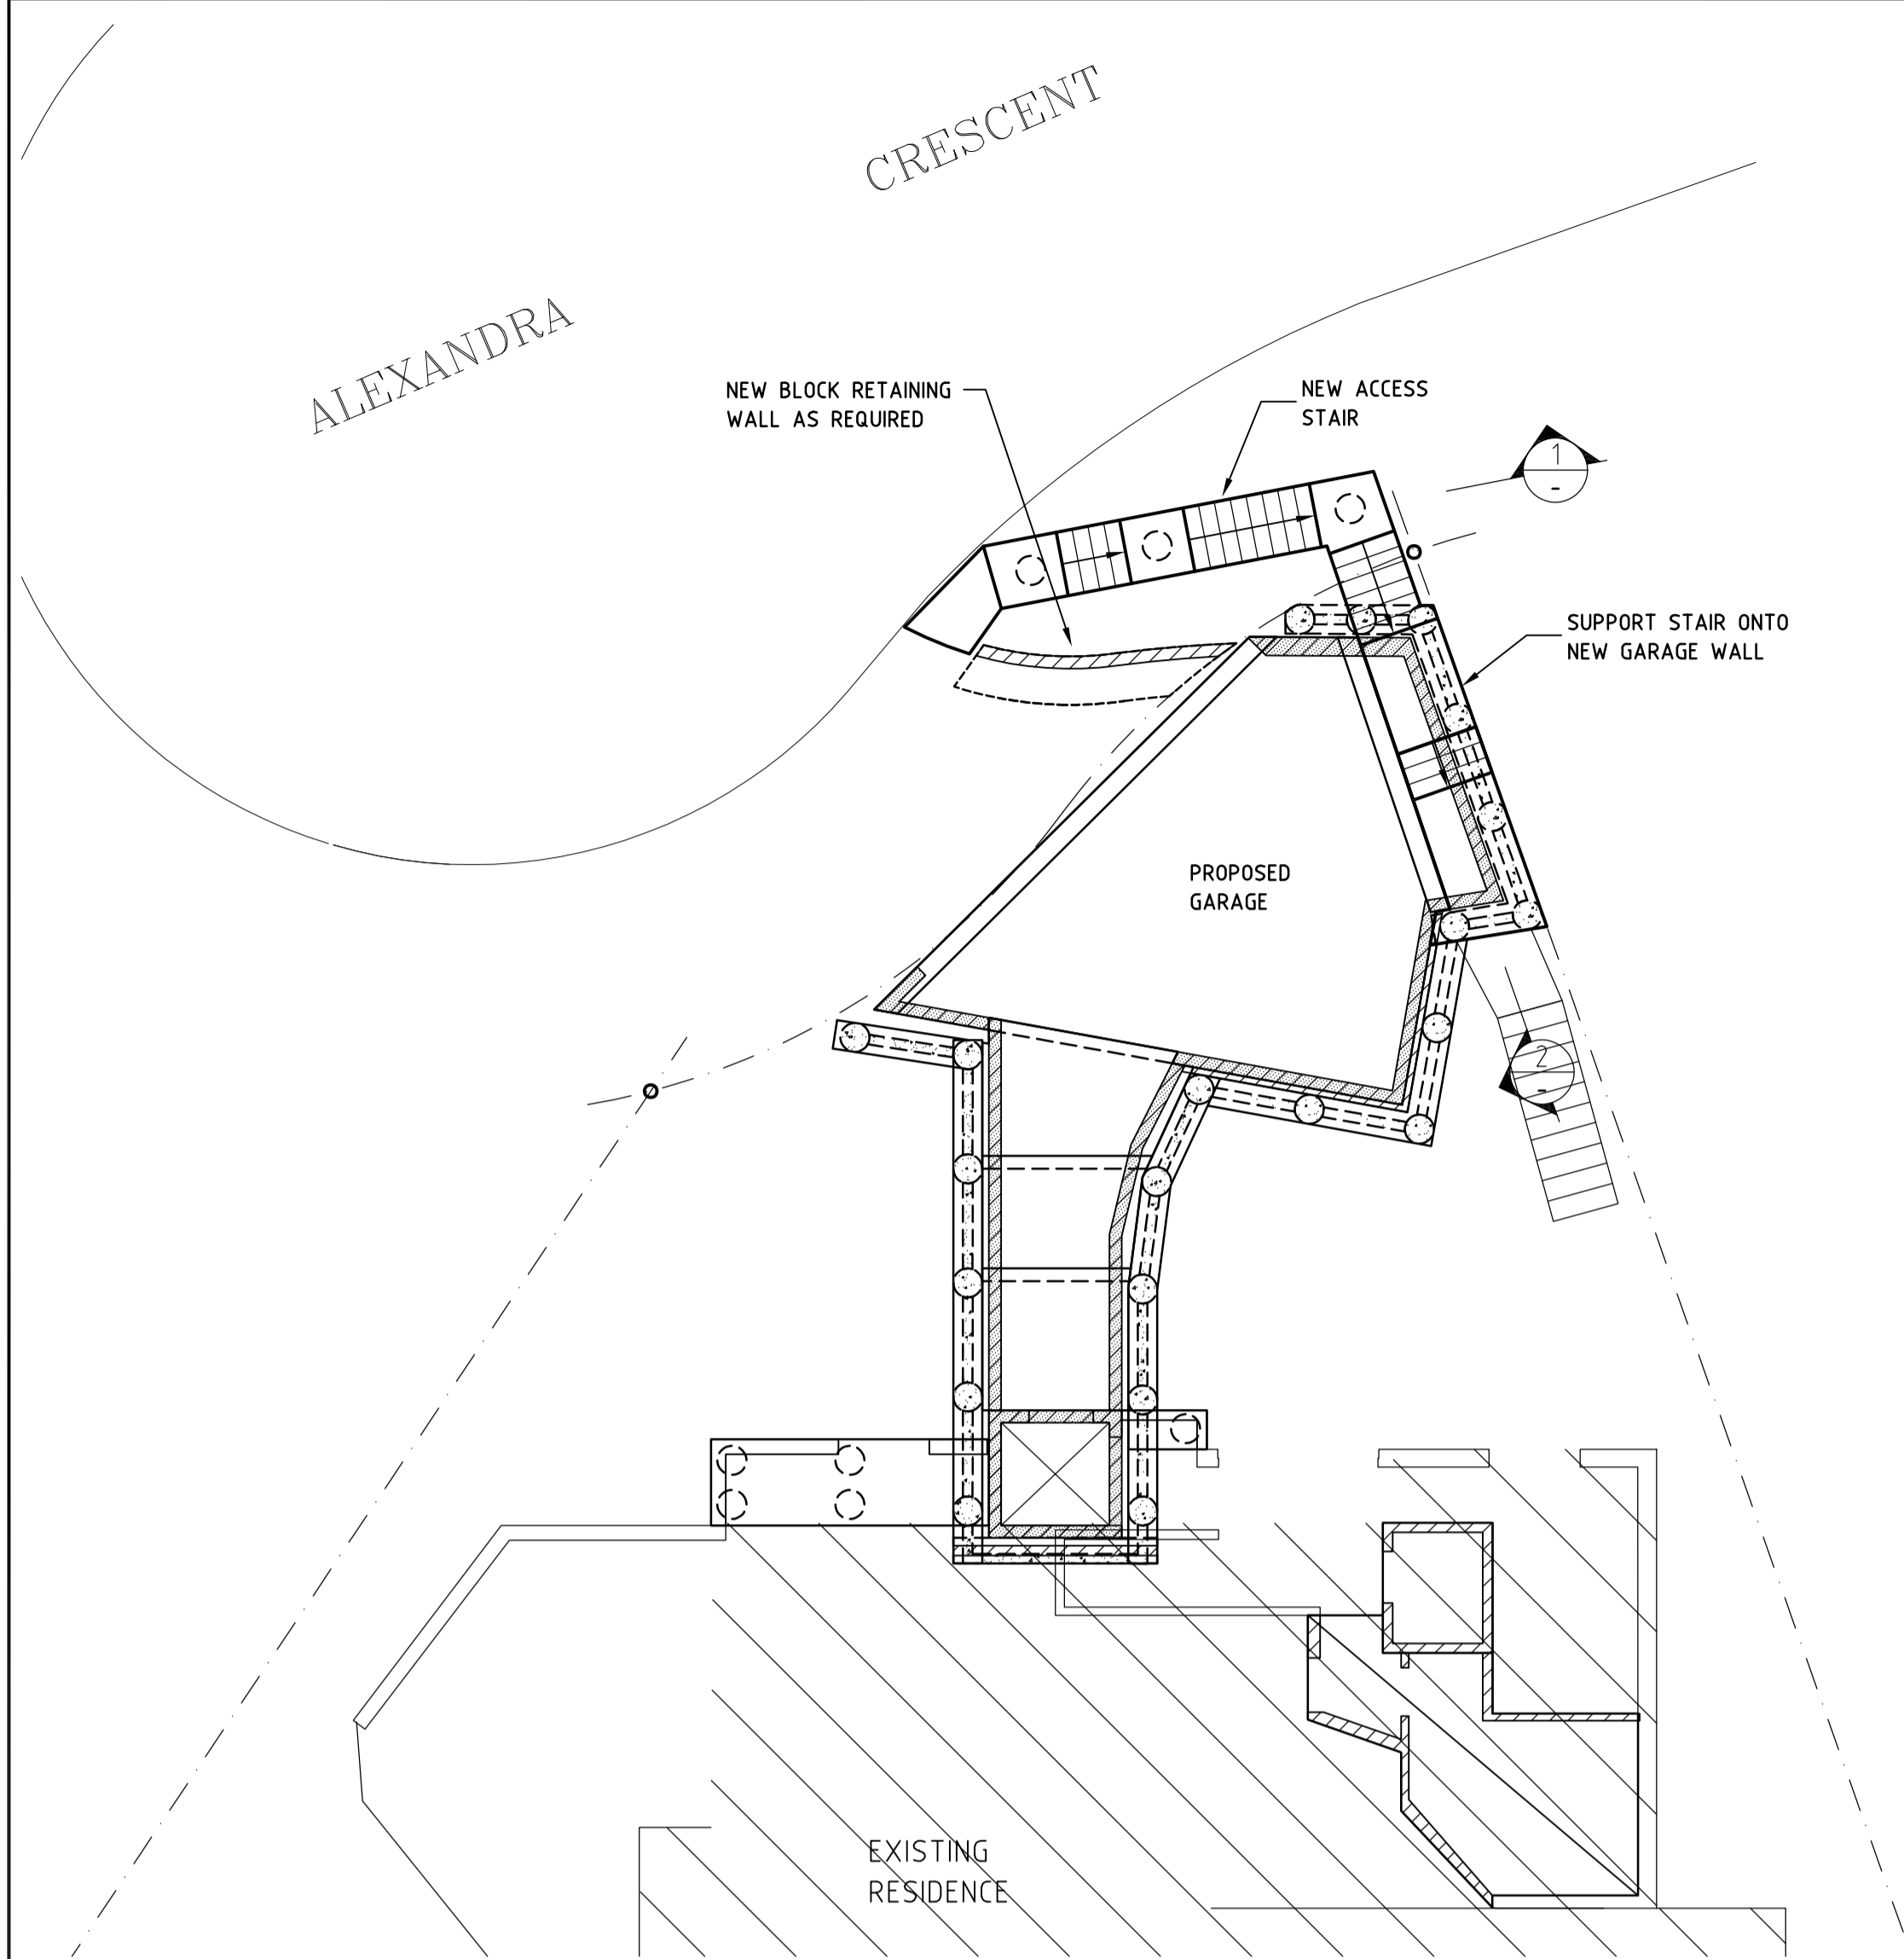 CRESCENT
ALEXANDRA
NEW BLOCK RETAINING
WALL AS REQUIRED
NEW ACCESS
STAIR
1
-
SUPPORT STAIR ONTO
NEW GARAGE WALL
PROPOSED
GARAGE
2
-
EXISTING
RESIDENCE